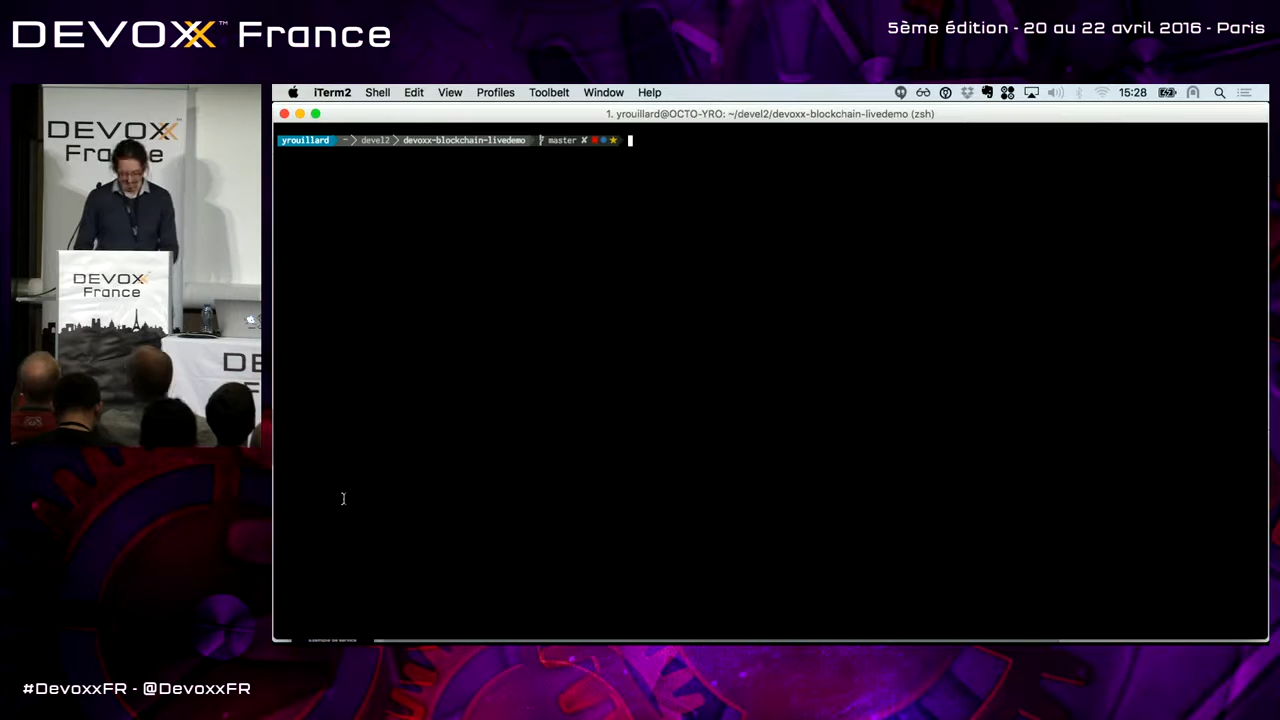 DEVOXX™ France
5ème édition - 20 au 22 avril 2016 - Paris
iTerm2 Shell Edit View Profiles Toolbelt Window Help
15:28
1. yrouillard@OCTO-YRO: ~/devel2/devoxx-blockchain-livedemo (zsh)
yrouillard ~ devel2 devoxx-blockchain-livedemo master ✘
DEVOXX
France
DEVOXX
France
DE
F
#DevoxxFR - @DevoxxFR